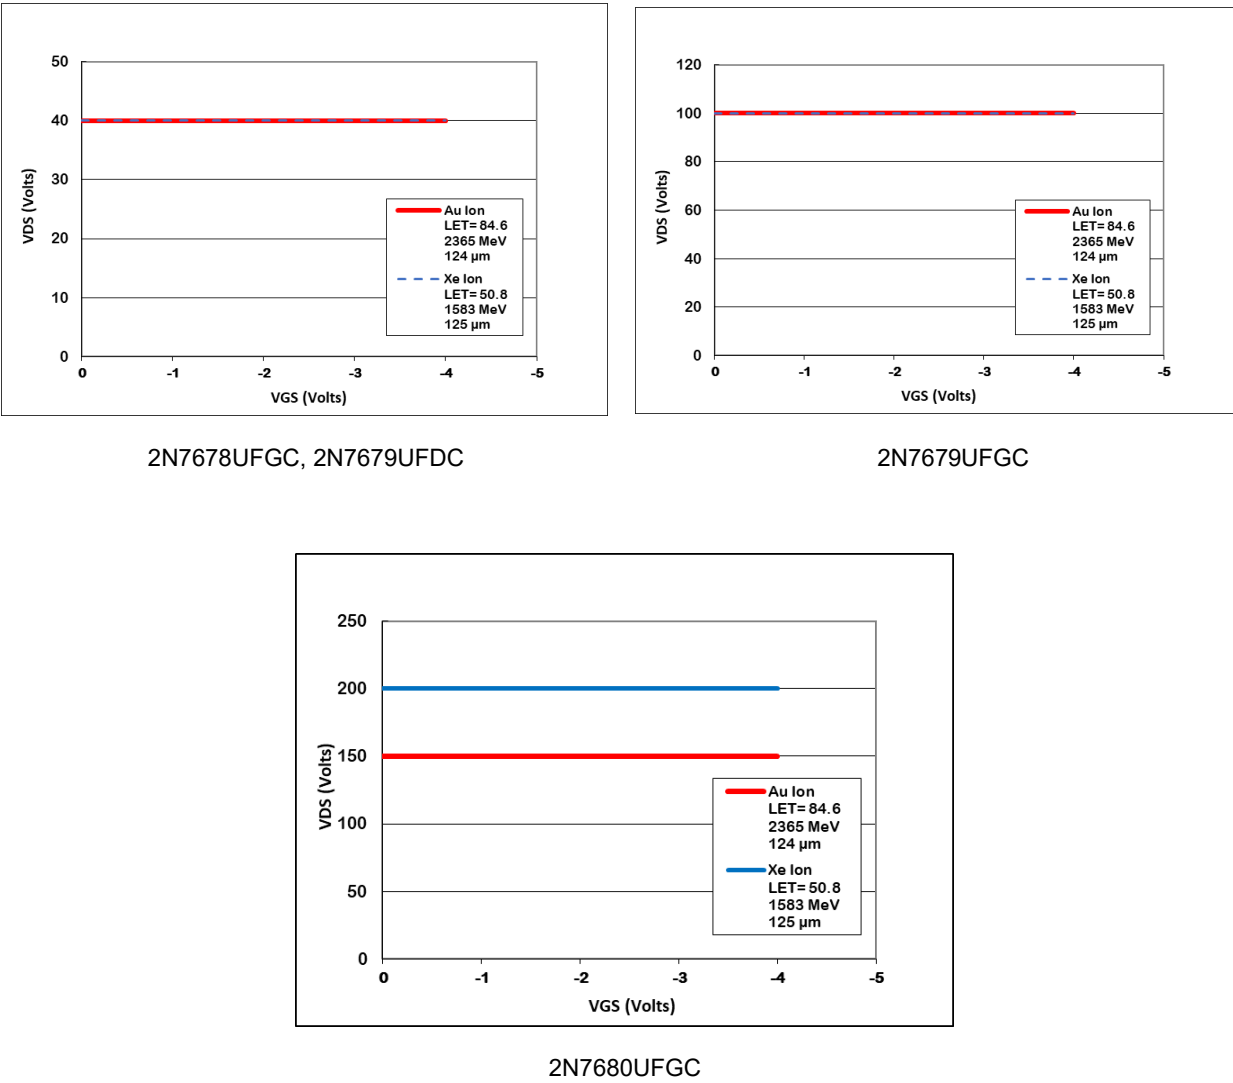 50
40
30
20
10
0
0 -1 -2 -3 -4 -5
VDS (Volts)
VGS (Volts)
Au Ion
LET= 84.6
2365 MeV
124 µm
Xe Ion
LET= 50.8
1583 MeV
125 µm
2N7678UFGC, 2N7679UFDC
120
100
80
60
40
20
0
0 -1 -2 -3 -4 -5
VDS (Volts)
VGS (Volts)
Au Ion
LET= 84.6
2365 MeV
124 µm
Xe Ion
LET= 50.8
1583 MeV
125 µm
2N7679UFGC
250
200
150
100
50
0
0 -1 -2 -3 -4 -5
VDS (Volts)
VGS (Volts)
Au Ion
LET= 84.6
2365 MeV
124 µm
Xe Ion
LET= 50.8
1583 MeV
125 µm
2N7680UFGC